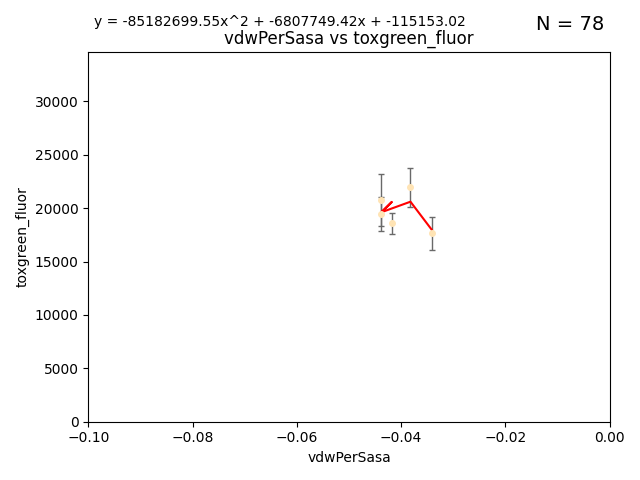 y = -85182699.55x^2 + -6807749.42x + -115153.02
N = 78
vdwPerSasa vs toxgreen_fluor
30000
25000
20000
15000
10000
5000
0
toxgreen_fluor
−0.10
−0.08
−0.06
−0.04
−0.02
0.00
vdwPerSasa